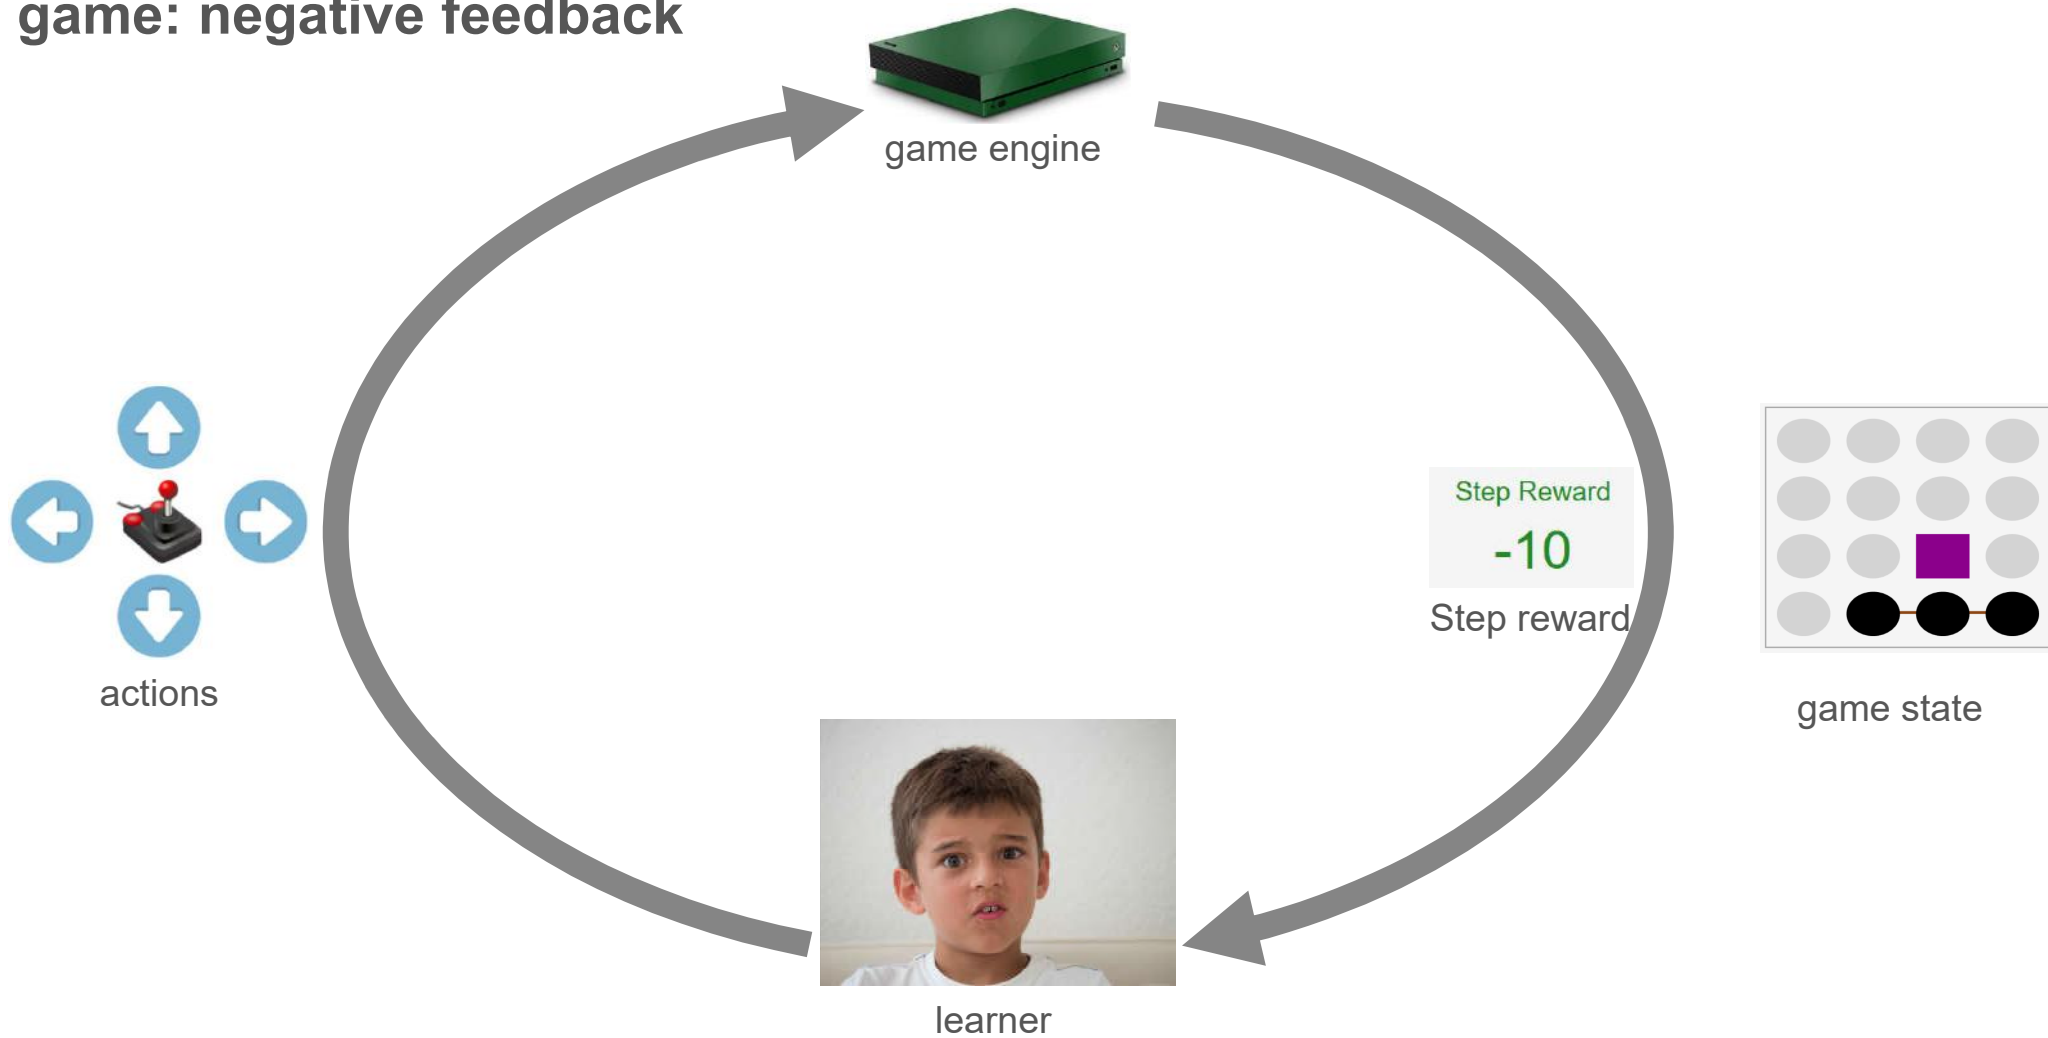 game: negative feedback
game engine
Step Reward
-10
Step reward
actions
game state
learner